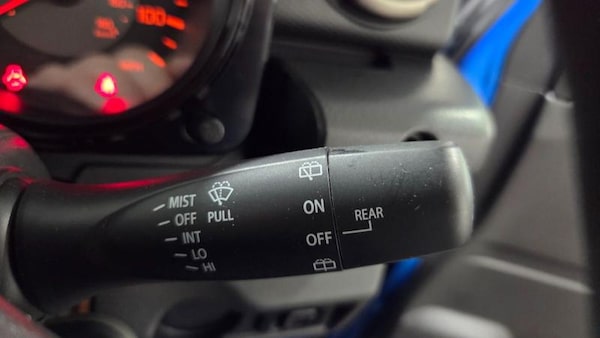 100
MIST
OFF PULL
INT
LO
HI
ON
OFF
REAR